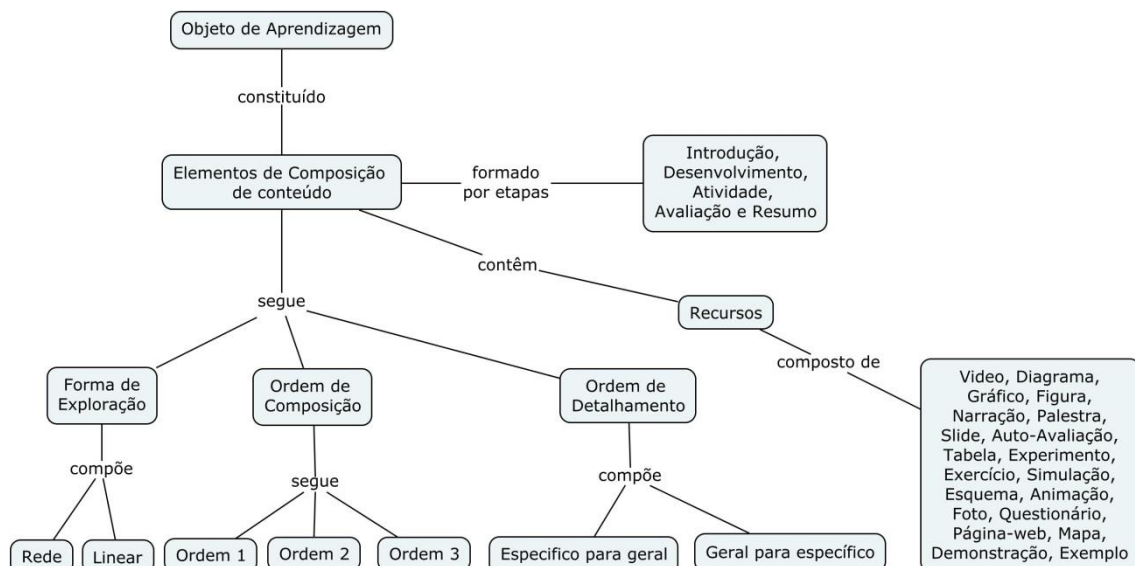 Objeto de Aprendizagem
constituído
Elementos de Composição
de conteúdo
formado
por etapas
Introdução,
Desenvolvimento,
Atividade,
Avaliação e Resumo
contêm
Recursos
composto de
Video, Diagrama,
Gráfico, Figura,
Narração, Palestra,
Slide, Auto-Avaliação,
Tabela, Experimento,
Exercício, Simulação,
Esquema, Animação,
Foto, Questionário,
Página-web, Mapa,
Demonstração, Exemplo
segue
Forma de
Exploração
compõe
Rede
Linear
Ordem de
Composição
segue
Ordem 1
Ordem 2
Ordem 3
Ordem de
Detalhamento
compõe
Especifico para geral
Geral para específico